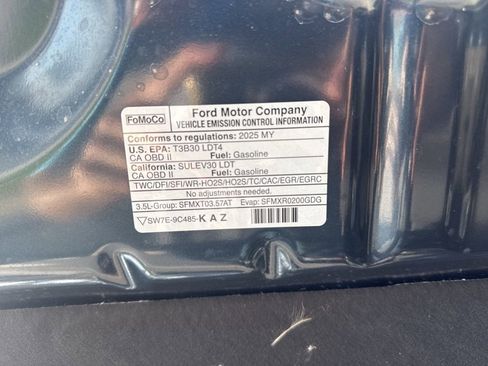 FoMoCo
Ford Motor Company
VEHICLE EMISSION CONTROL INFORMATION
Conforms to regulations: 2025 MY
U.S. EPA: T3B30 LDT4
CA OBD II Fuel: Gasoline
California: SULEV30 LDT
CA OBD II Fuel: Gasoline
TWC/DFI/SFI/WR-HO2S/HO2S/TC/CAC/EGR/EGRC
No adjustments needed.
3.5L-Group: SFMXT03.57AT Evap: SFMXR0200GDG
SW7E-9C485-KAZ